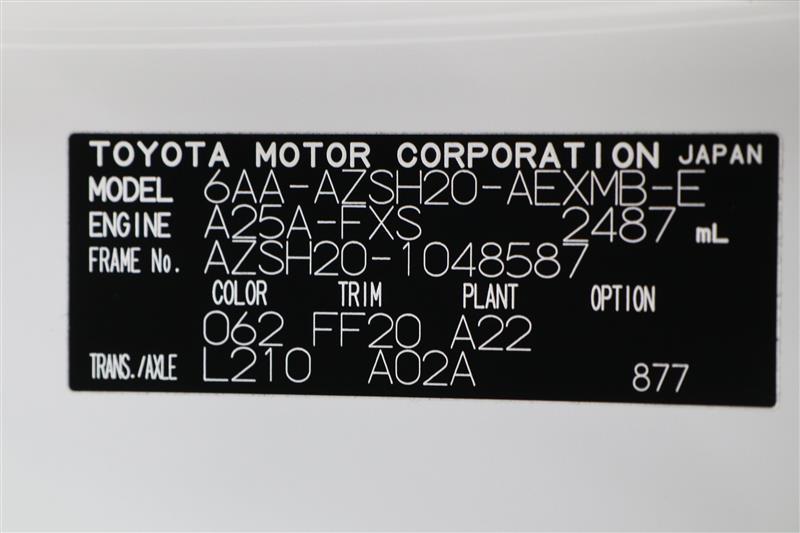 TOYOTA MOTOR CORPORATION JAPAN
MODEL 6AA-AZSH20-AEXMB-E
ENGINE A25A-FXS 2487 mL
FRAME No. AZSH20-1048587
COLOR TRIM PLANT OPTION
062 FF20 A22
TRANS./AXLE L210 A02A 877